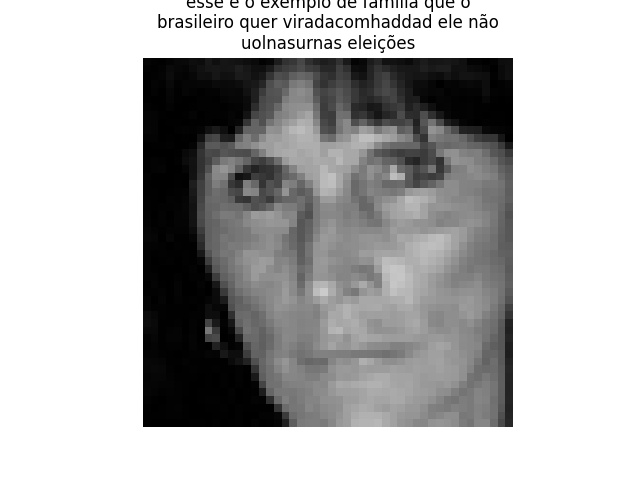 esse é o exemplo de família que o
brasileiro quer viradacomhaddad ele não
uolnasurnas eleições